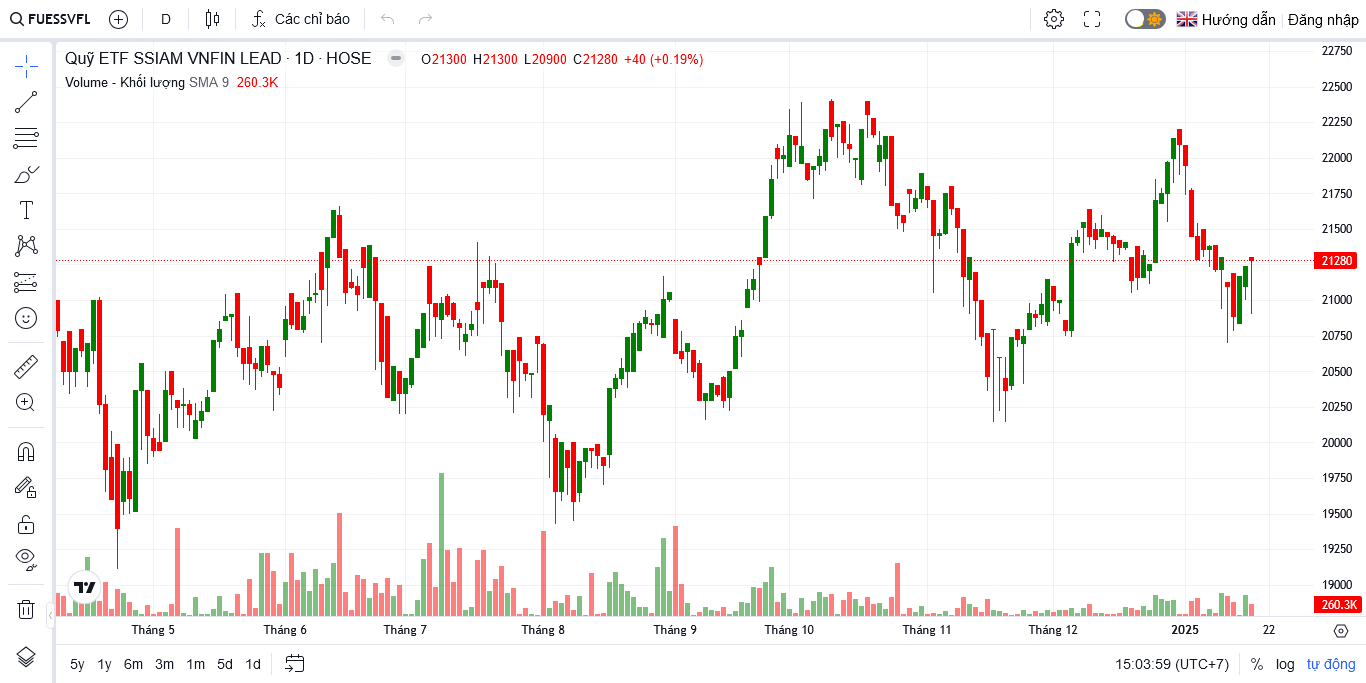 FUESSVFL D Các chỉ báo Hướng dẫn Đăng nhập
Quỹ ETF SSIAM VNFIN LEAD · 1D · HOSE O21300 H21300 L20900 C21280 +40 (+0.19%)
Volume - Khối lượng SMA 9 260.3K
22750
22500
22250
22000
21750
21500
21280
21000
20750
20500
20250
20000
19750
19500
19250
19000
260.3K
Tháng 5 Tháng 6 Tháng 7 Tháng 8 Tháng 9 Tháng 10 Tháng 11 Tháng 12 2025 22
5y 1y 6m 3m 1m 5d 1d 15:03:59 (UTC+7) % log tự động